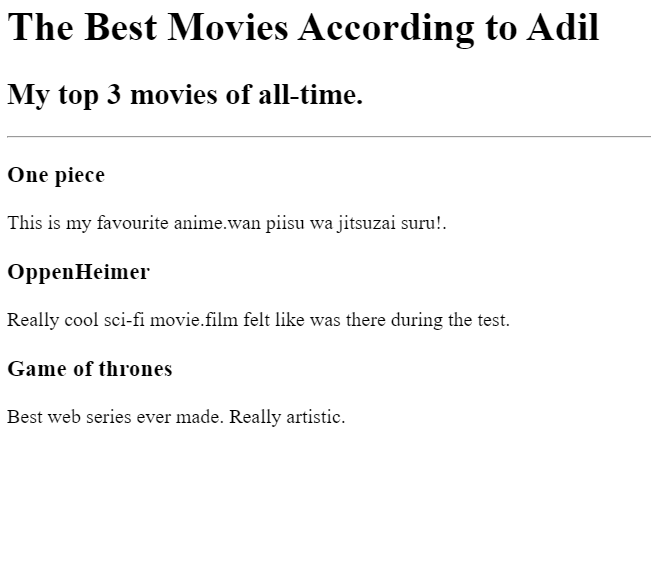 The Best Movies According to Adil
My top 3 movies of all-time.
One piece
This is my favourite anime.wan piisu wa jitsuzai suru!.
OppenHeimer
Really cool sci-fi movie.film felt like was there during the test.
Game of thrones
Best web series ever made. Really artistic.